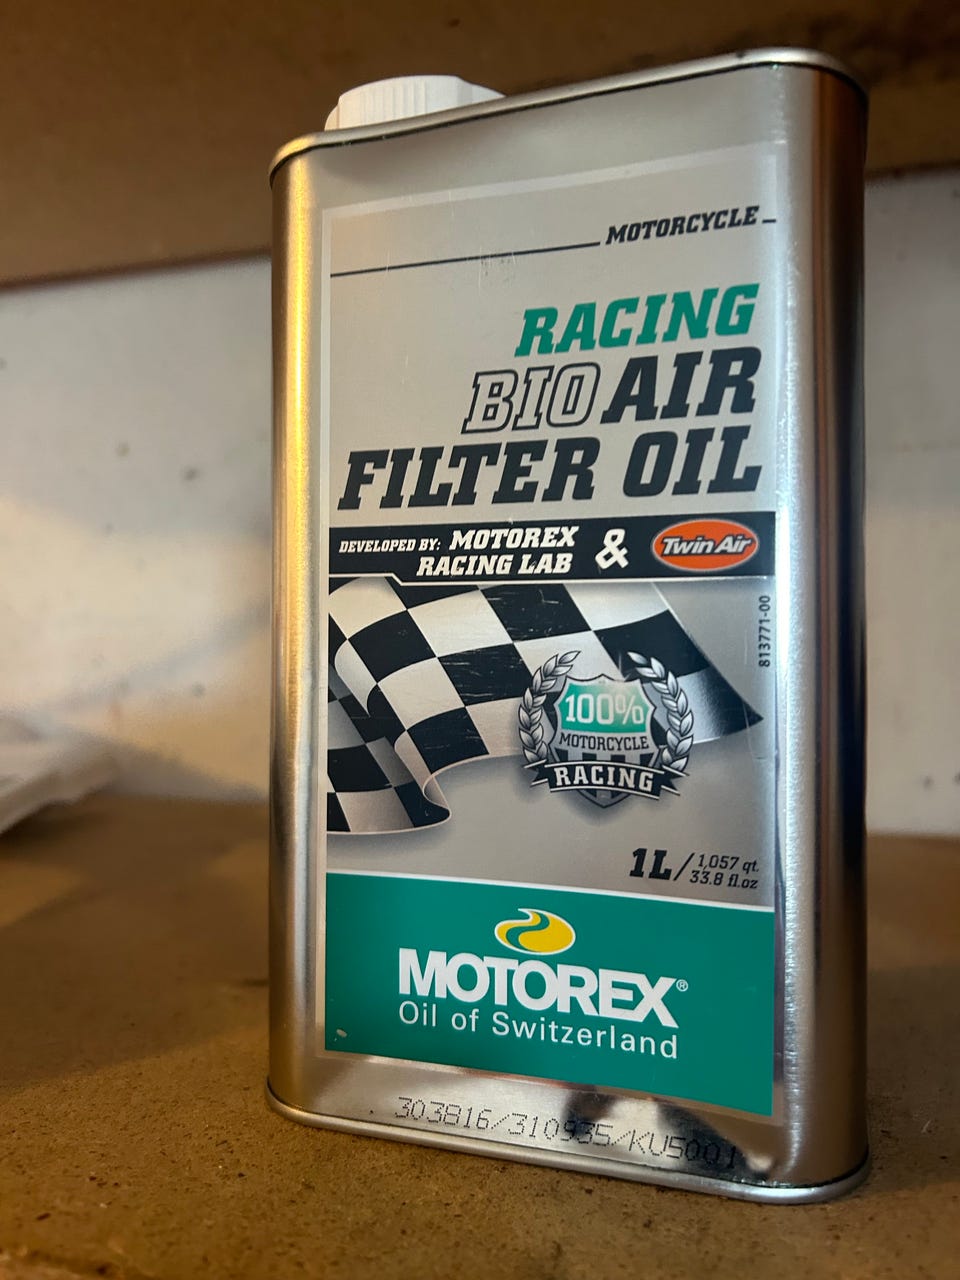 MOTORCYCLE
RACING
BIO AIR
FILTER OIL
DEVELOPED BY: MOTOREX
RACING LAB
&
Twin Air
813771-00
100%
MOTORCYCLE
RACING
1L / 1,057 qt.
33.8 fl.oz
MOTOREX®
Oil of Switzerland
303816/310935/KUS001